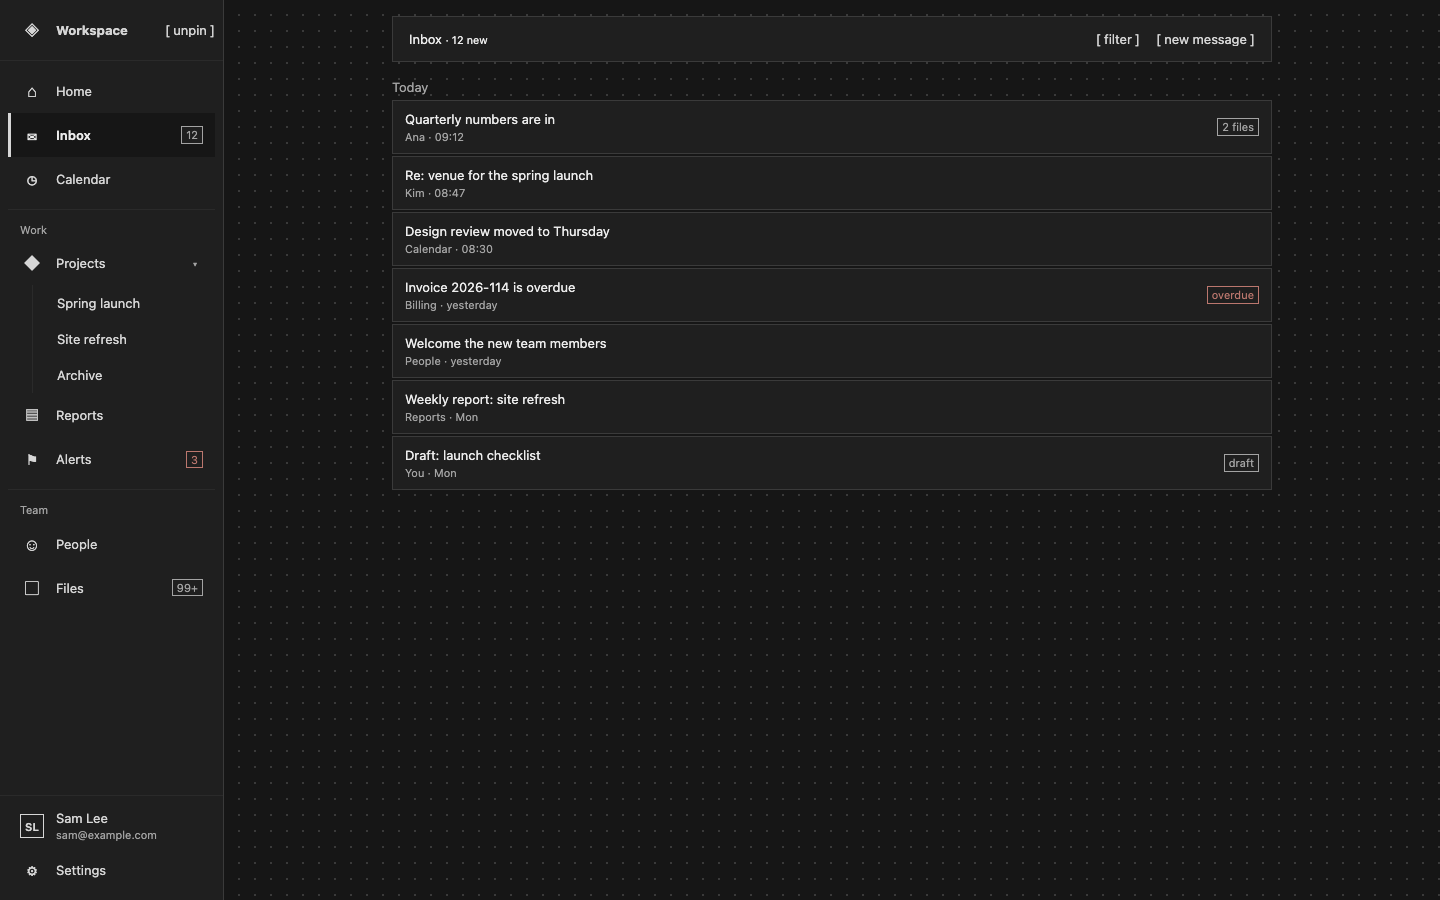 Workspace
[ unpin ]
Home
Inbox
12
Calendar
Work
Projects
Spring launch
Site refresh
Archive
Reports
Alerts
3
Team
People
Files
99+
SL
Sam Lee
sam@example.com
Settings
Inbox · 12 new
[ filter ]
[ new message ]
Today
Quarterly numbers are in
Ana · 09:12
2 files
Re: venue for the spring launch
Kim · 08:47
Design review moved to Thursday
Calendar · 08:30
Invoice 2026-114 is overdue
Billing · yesterday
overdue
Welcome the new team members
People · yesterday
Weekly report: site refresh
Reports · Mon
Draft: launch checklist
You · Mon
draft